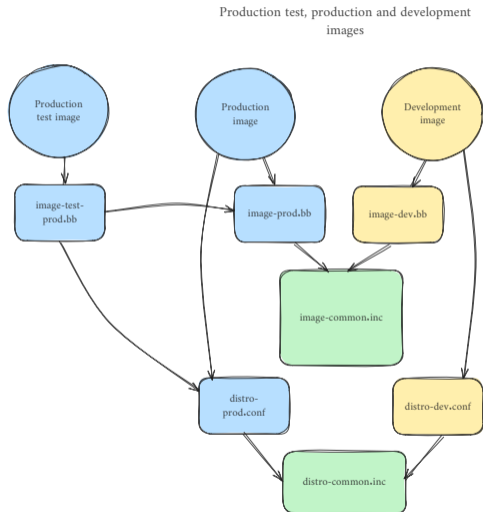 Production test, production and development
images
Production
test image
Production
image
Development
image
image-test-
prod.bb
image-prod.bb
image-dev.bb
image-common.inc
distro-
prod.conf
distro-dev.conf
distro-common.inc